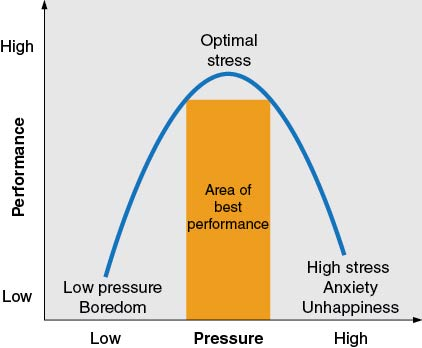 High
Optimal
stress
Performance
Area of
best
performance
Low
Low pressure
Boredom
High stress
Anxiety
Unhappiness
Low
Pressure
High